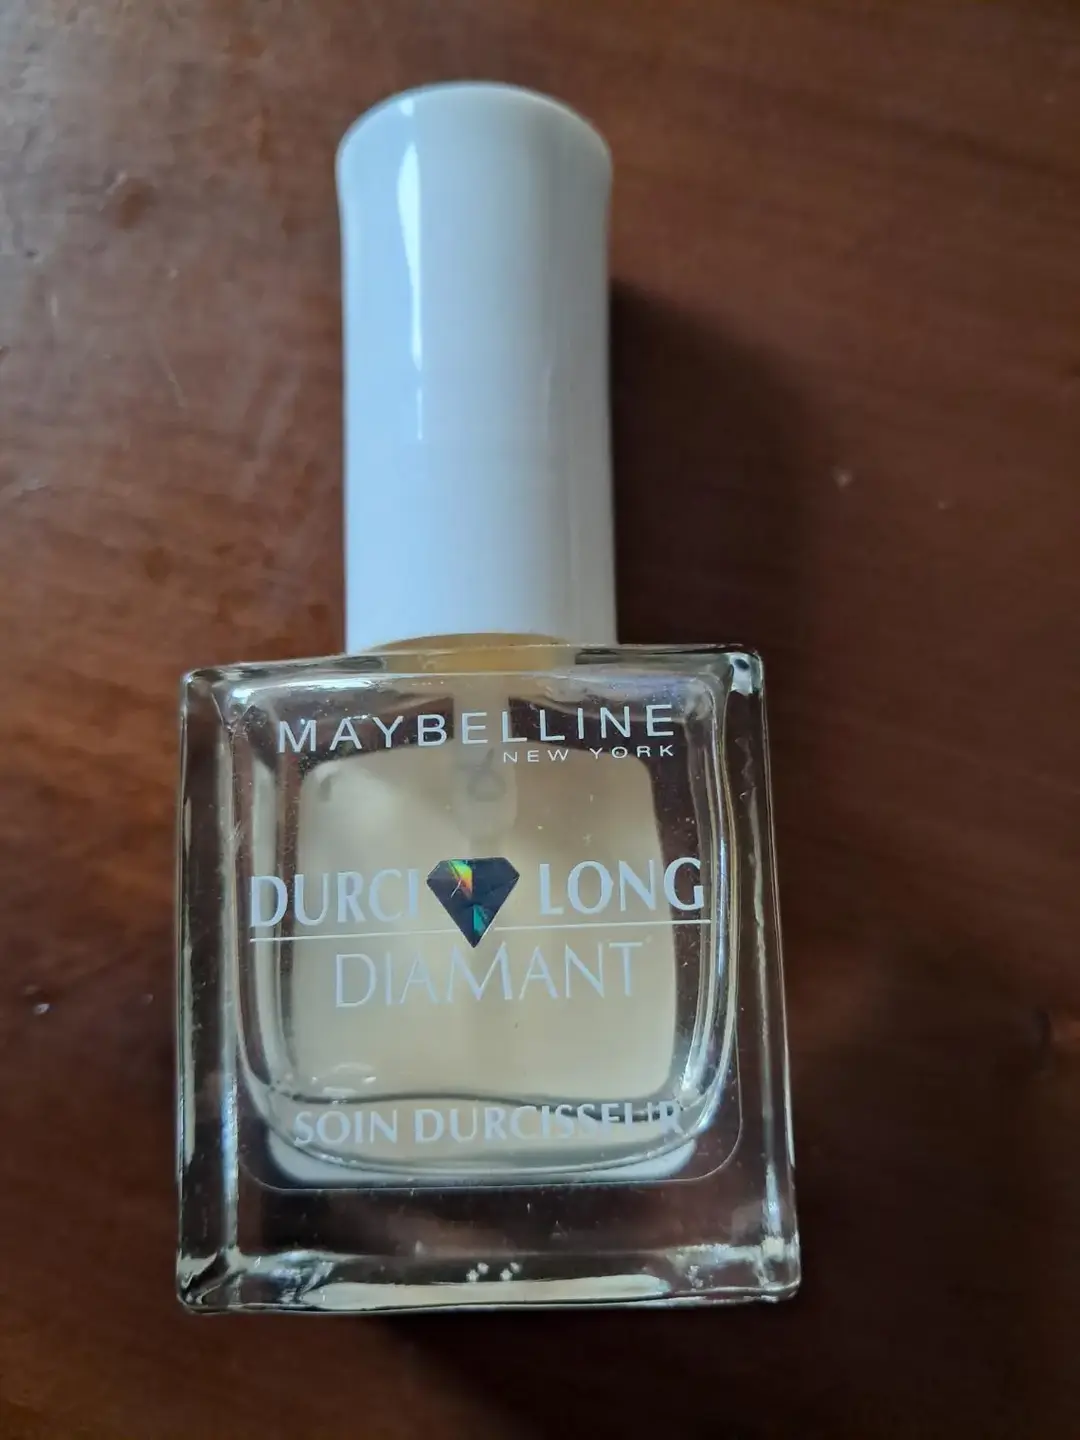 MAYBELLINE
NEW YORK
DURCI LONG
DIAMANT
SOIN DURCISSEUR